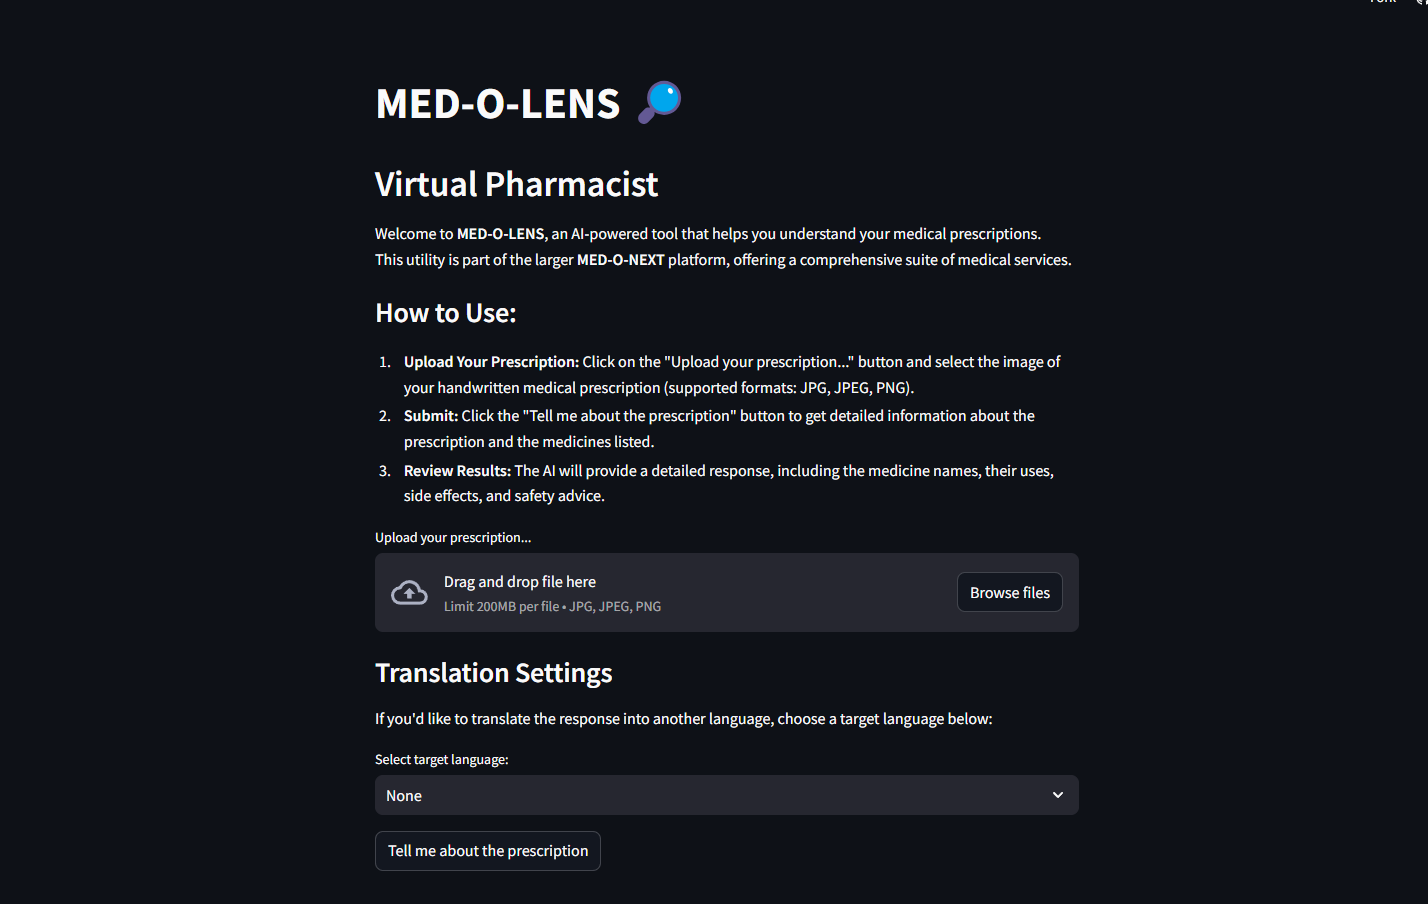 MED-O-LENS
Virtual Pharmacist
Welcome to MED-O-LENS, an AI-powered tool that helps you understand your medical prescriptions.
This utility is part of the larger MED-O-NEXT platform, offering a comprehensive suite of medical services.
How to Use:
1. Upload Your Prescription: Click on the "Upload your prescription..." button and select the image of
your handwritten medical prescription (supported formats: JPG, JPEG, PNG).
2. Submit: Click the "Tell me about the prescription" button to get detailed information about the
prescription and the medicines listed.
3. Review Results: The AI will provide a detailed response, including the medicine names, their uses,
side effects, and safety advice.
Upload your prescription...
Drag and drop file here
Limit 200MB per file • JPG, JPEG, PNG
Browse files
Translation Settings
If you'd like to translate the response into another language, choose a target language below:
Select target language:
None
Tell me about the prescription